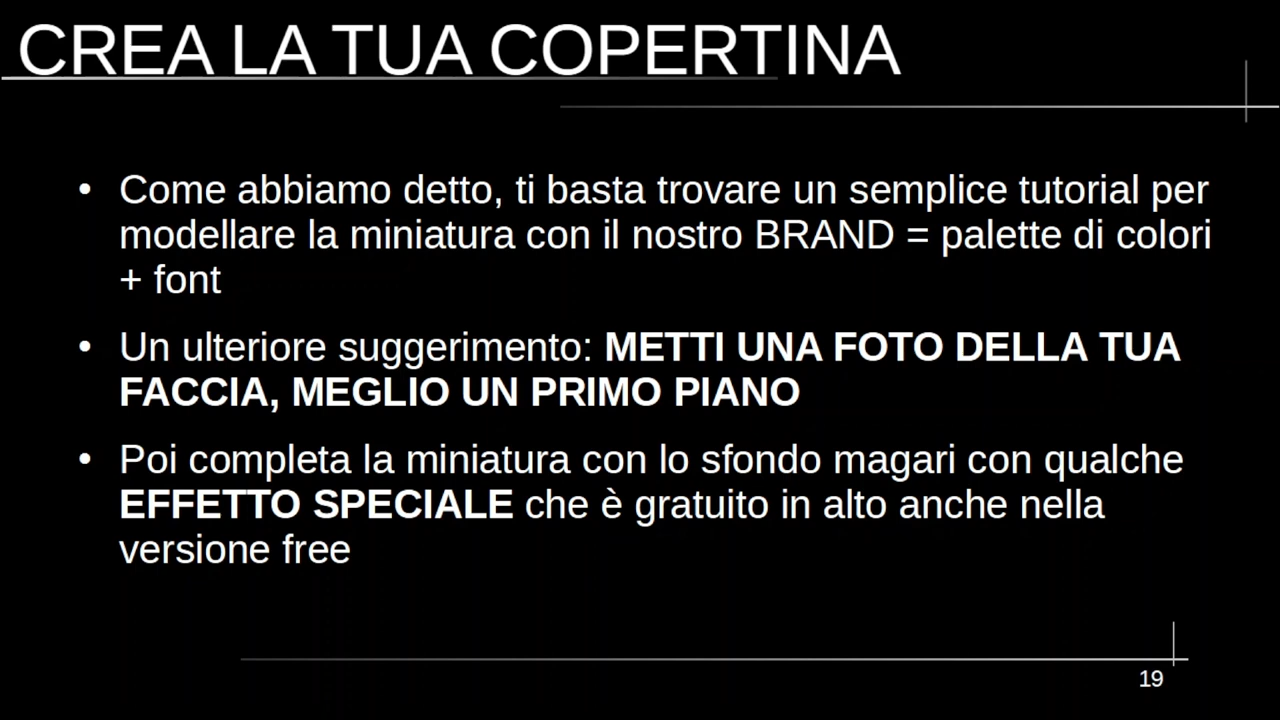 CREA LA TUA COPERTINA
• Come abbiamo detto, ti basta trovare un semplice tutorial per
modellare la miniatura con il nostro BRAND = palette di colori
+ font
• Un ulteriore suggerimento: METTI UNA FOTO DELLA TUA
FACCIA, MEGLIO UN PRIMO PIANO
• Poi completa la miniatura con lo sfondo magari con qualche
EFFETTO SPECIALE che è gratuito in alto anche nella
versione free
19